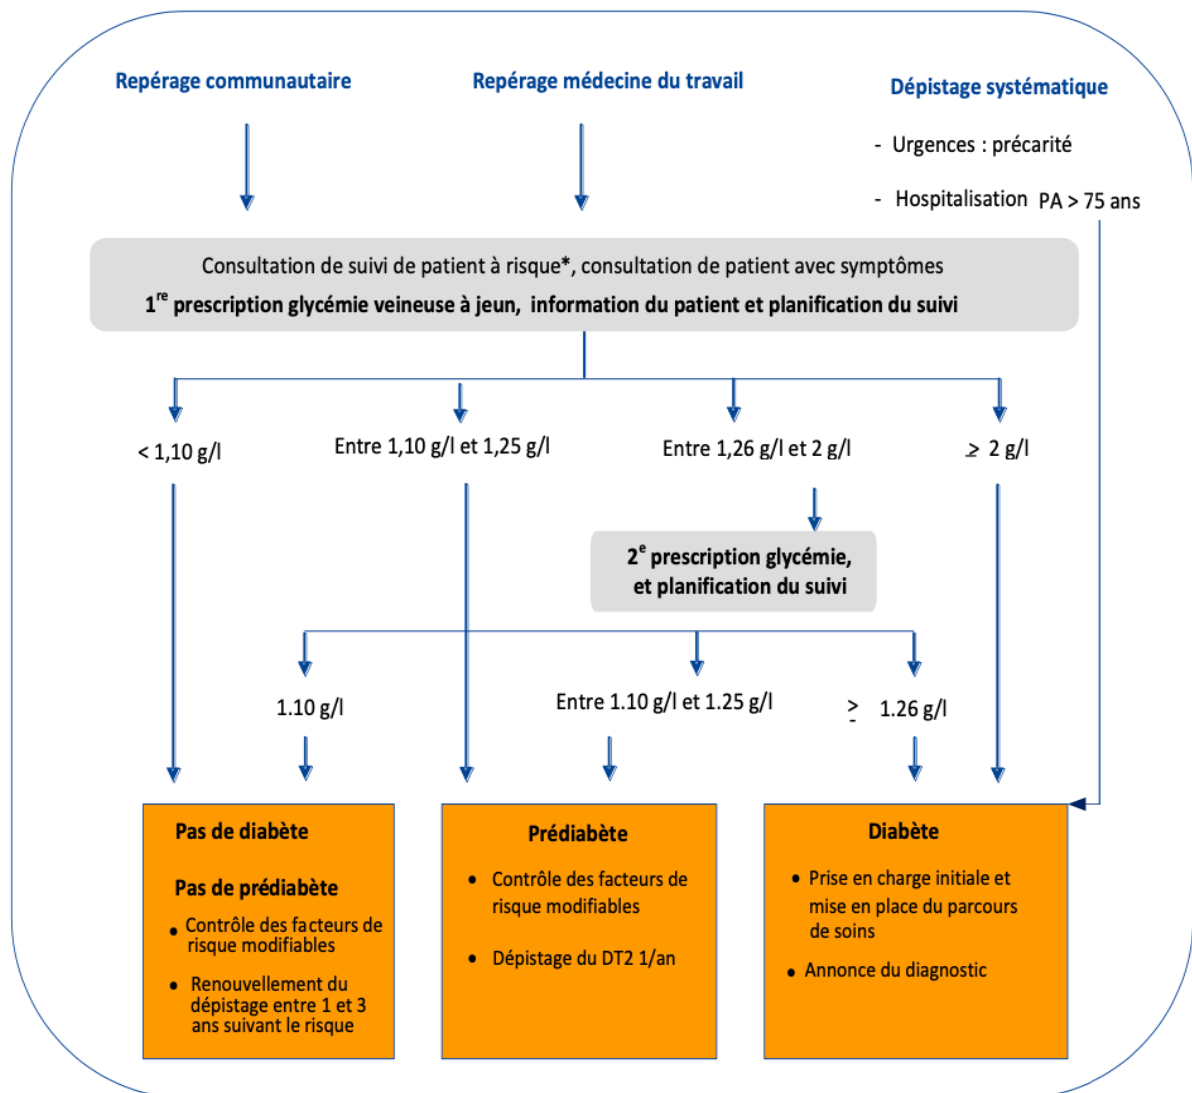 Repérage communautaire
Repérage médecine du travail
Dépistage systématique
- Urgences : précarité
- Hospitalisation PA > 75 ans
Consultation de suivi de patient à risque*, consultation de patient avec symptômes
1re prescription glycémie veineuse à jeun, information du patient et planification du suivi
< 1,10 g/l
Entre 1,10 g/l et 1,25 g/l
Entre 1,26 g/l et 2 g/l
≥ 2 g/l
2e prescription glycémie,
et planification du suivi
1.10 g/l
Entre 1.10 g/l et 1.25 g/l
≥ 1.26 g/l
Pas de diabète
Pas de prédiabète
• Contrôle des facteurs de
risque modifiables
• Renouvellement du
dépistage entre 1 et 3
ans suivant le risque
Prédiabète
• Contrôle des facteurs de
risque modifiables
• Dépistage du DT2 1/an
Diabète
• Prise en charge initiale et
mise en place du parcours
de soins
• Annonce du diagnostic